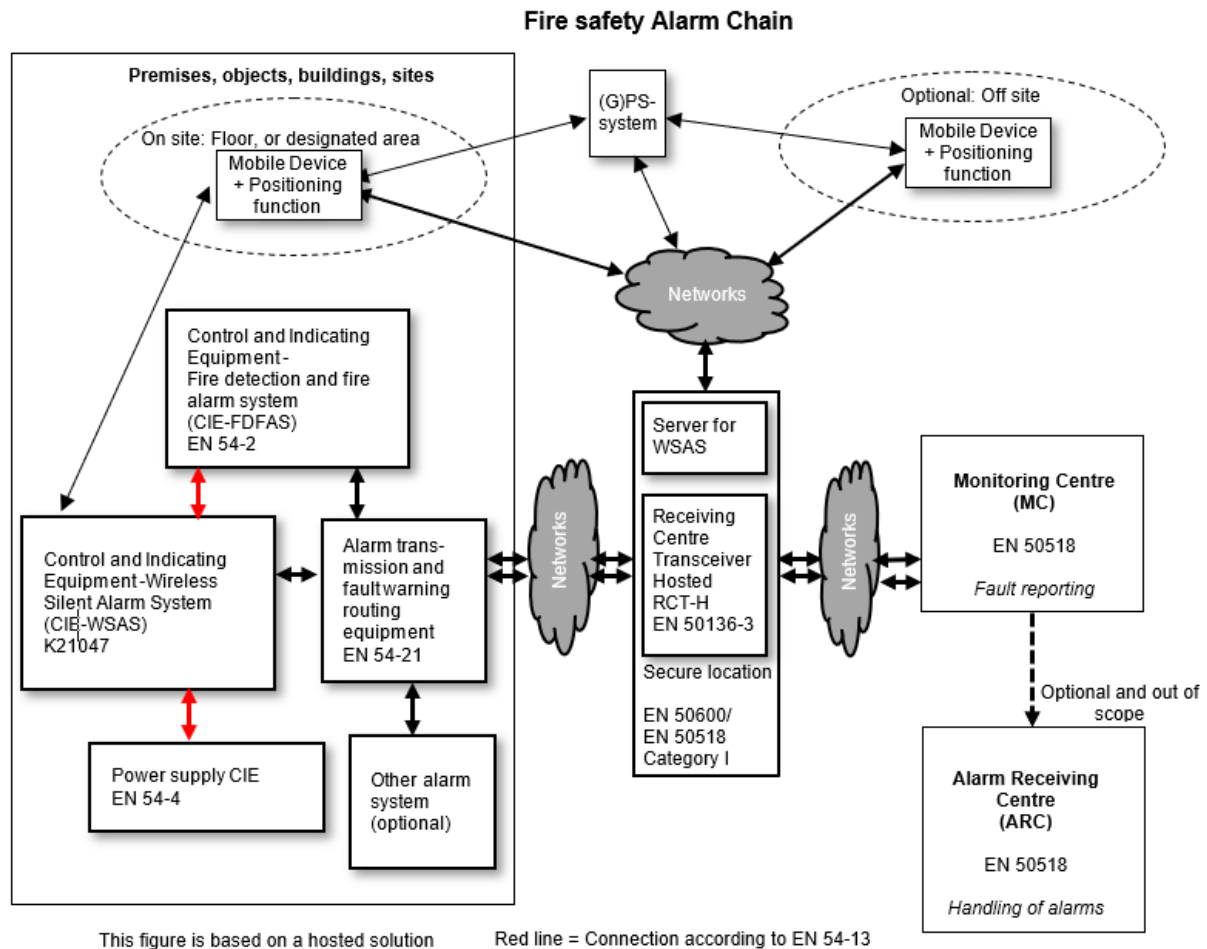 Fire safety Alarm Chain
Premises, objects, buildings, sites
On site: Floor, or designated area
Mobile Device
+ Positioning
function
(G)PS-
system
Optional: Off site
Mobile Device
+ Positioning
function
Networks
Control and Indicating
Equipment -
Fire detection and fire
alarm system
(CIE-FDFAS)
EN 54-2
Control and Indicating
Equipment-Wireless
Silent Alarm System
(CIE-WSAS)
K21047
Alarm trans-
mission and
fault warning
routing
equipment
EN 54-21
Power supply CIE
EN 54-4
Other alarm
system
(optional)
Networks
Server for
WSAS
Receiving
Centre
Transceiver
Hosted
RCT-H
EN 50136-3
Secure location
EN 50600/
EN 50518
Category I
Networks
Monitoring Centre
(MC)
EN 50518
Fault reporting
Optional and out of
scope
Alarm Receiving
Centre
(ARC)
EN 50518
Handling of alarms
This figure is based on a hosted solution
Red line = Connection according to EN 54-13